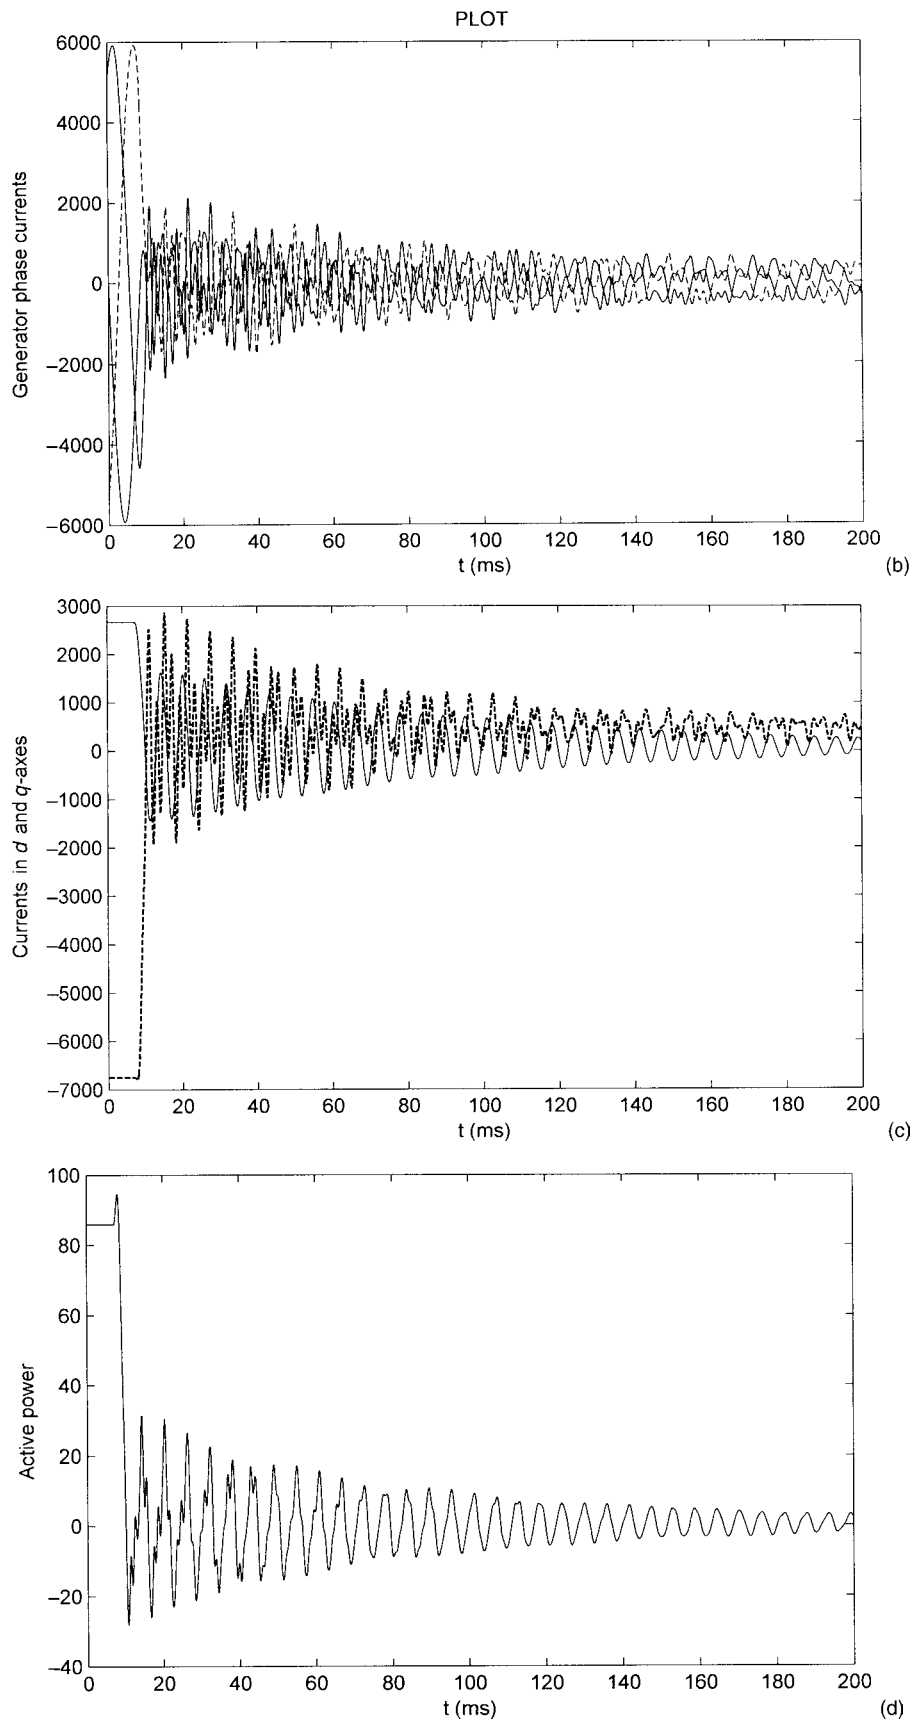 PLOT
6000
4000
2000
0
–2000
–4000
–6000
Generator phase currents
0 20 40 60 80 100 120 140 160 180 200
t (ms)
(b)
3000
2000
1000
0
–1000
–2000
–3000
–4000
–5000
–6000
–7000
Currents in d and q-axes
0 20 40 60 80 100 120 140 160 180 200
t (ms)
(c)
100
80
60
40
20
0
–20
–40
Active power
0 20 40 60 80 100 120 140 160 180 200
t (ms)
(d)